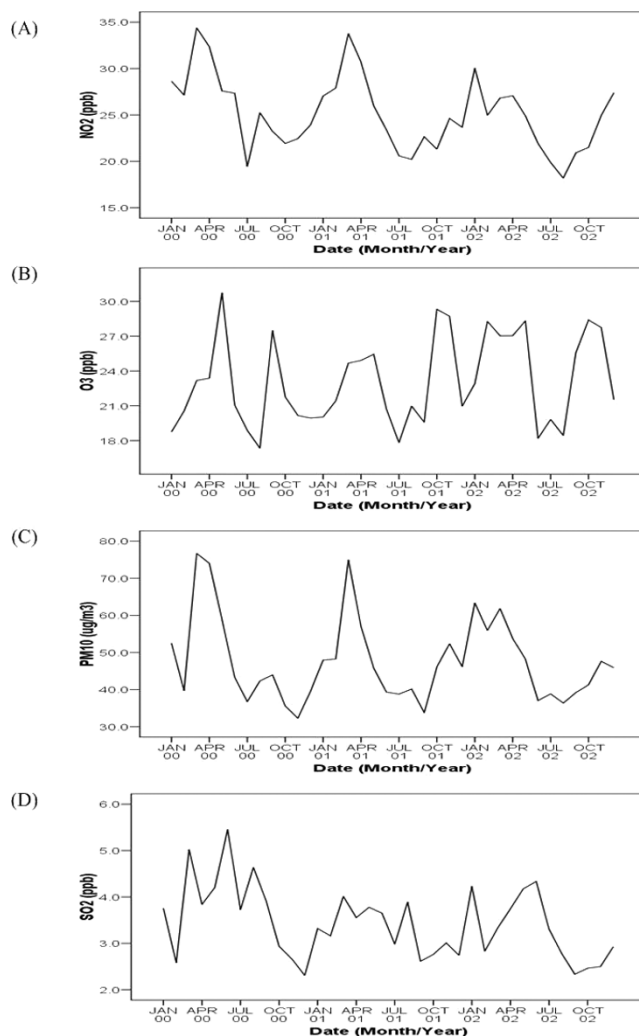 (A)
35.0
30.0
25.0
20.0
15.0
NO2 (ppb)
JAN APR JUL OCT JAN APR JUL OCT JAN APR JUL OCT
00 00 00 00 01 01 01 01 02 02 02 02
Date (Month/Year)
(B)
30.0
27.0
24.0
21.0
18.0
O3 (ppb)
JAN APR JUL OCT JAN APR JUL OCT JAN APR JUL OCT
00 00 00 00 01 01 01 01 02 02 02 02
Date (Month/Year)
(C)
80.0
70.0
60.0
50.0
40.0
30.0
PM10 (ug/m3)
JAN APR JUL OCT JAN APR JUL OCT JAN APR JUL OCT
00 00 00 00 01 01 01 01 02 02 02 02
Date (Month/Year)
(D)
6.0
5.0
4.0
3.0
2.0
SO2 (ppb)
JAN APR JUL OCT JAN APR JUL OCT JAN APR JUL OCT
00 00 00 00 01 01 01 01 02 02 02 02
Date (Month/Year)